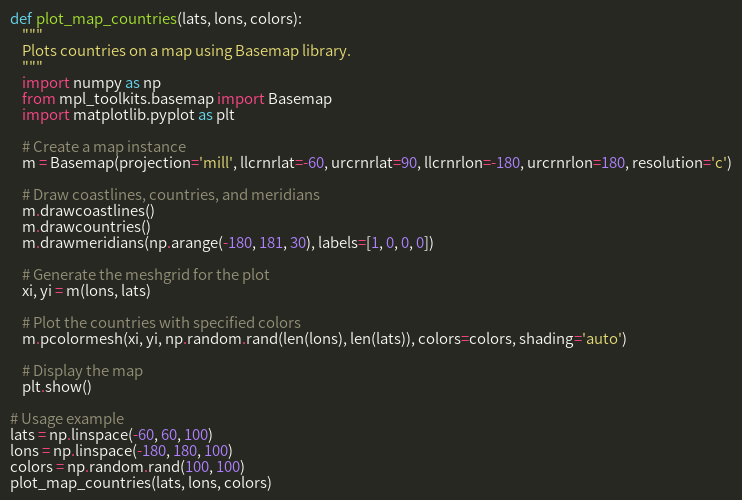 def plot_map_countries(lats, lons, colors):
    """
    Plots countries on a map using Basemap library.
    """
    import numpy as np
    from mpl_toolkits.basemap import Basemap
    import matplotlib.pyplot as plt

    # Create a map instance
    m = Basemap(projection='mill', llcrnrlat=-60, urcrnrlat=90, llcrnrlon=-180, urcrnrlon=180, resolution='c')

    # Draw coastlines, countries, and meridians
    m.drawcoastlines()
    m.drawcountries()
    m.drawmeridians(np.arange(-180, 181, 30), labels=[1, 0, 0, 0])

    # Generate the meshgrid for the plot
    xi, yi = m(lons, lats)

    # Plot the countries with specified colors
    m.pcolormesh(xi, yi, np.random.rand(len(lons), len(lats)), colors=colors, shading='auto')

    # Display the map
    plt.show()

# Usage example
lats = np.linspace(-60, 60, 100)
lons = np.linspace(-180, 180, 100)
colors = np.random.rand(100, 100)
plot_map_countries(lats, lons, colors)